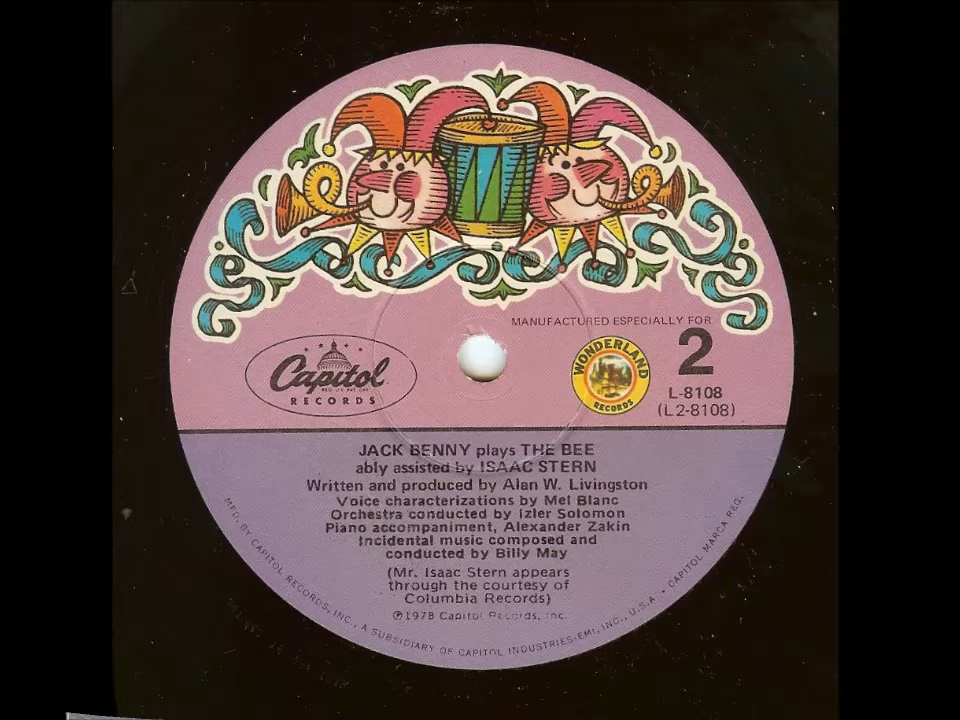 MANUFACTURED ESPECIALLY FOR
Capitol
RECORDS
WONDERLAND
RECORDS
2
L-8108
(L2-8108)
JACK BENNY plays THE BEE
ably assisted by ISAAC STERN
Written and produced by Alan W. Livingston
Voice characterizations by Mel Blanc
Orchestra conducted by Izler Solomon
Piano accompaniment, Alexander Zakin
Incidental music composed and
conducted by Billy May
(Mr. Isaac Stern appears
through the courtesy of
Columbia Records)
℗1978 Capitol Records, Inc.
MFD. BY CAPITOL RECORDS, INC., A SUBSIDIARY OF CAPITOL INDUSTRIES-EMI, INC., U.S.A. • CAPITOL MARCA REG.